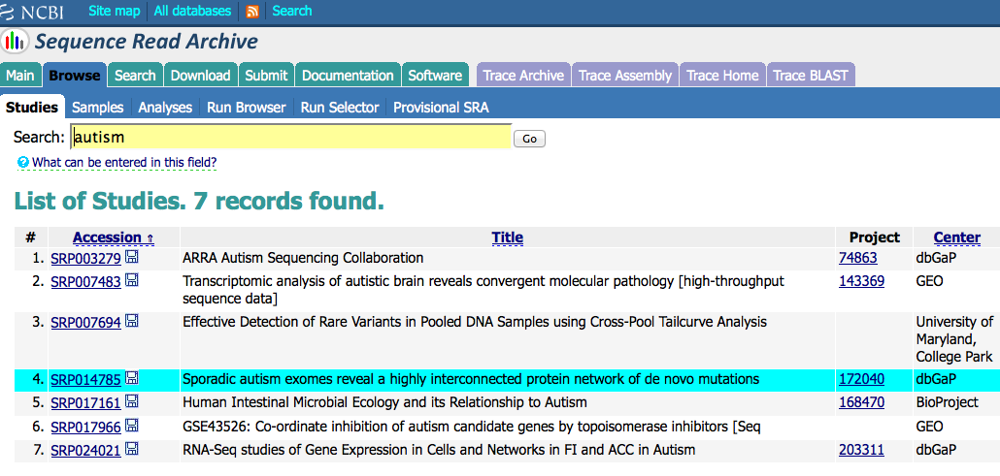 NCBI Site map All databases Search
Sequence Read Archive
Main Browse Search Download Submit Documentation Software Trace Archive Trace Assembly Trace Home Trace BLAST
Studies Samples Analyses Run Browser Run Selector Provisional SRA
Search: autism Go
? What can be entered in this field?
List of Studies. 7 records found.
# Accession ⇑ Title Project Center
1. SRP003279 ARRA Autism Sequencing Collaboration 74863 dbGaP
2. SRP007483 Transcriptomic analysis of autistic brain reveals convergent molecular pathology [high-throughput 143369 GEO
sequence data]
3. SRP007694 Effective Detection of Rare Variants in Pooled DNA Samples using Cross-Pool Tailcurve Analysis University of
Maryland,
College Park
4. SRP014785 Sporadic autism exomes reveal a highly interconnected protein network of de novo mutations 172040 dbGaP
5. SRP017161 Human Intestinal Microbial Ecology and its Relationship to Autism 168470 BioProject
6. SRP017966 GSE43526: Co-ordinate inhibition of autism candidate genes by topoisomerase inhibitors [Seq GEO
7. SRP024021 RNA-Seq studies of Gene Expression in Cells and Networks in FI and ACC in Autism 203311 dbGaP